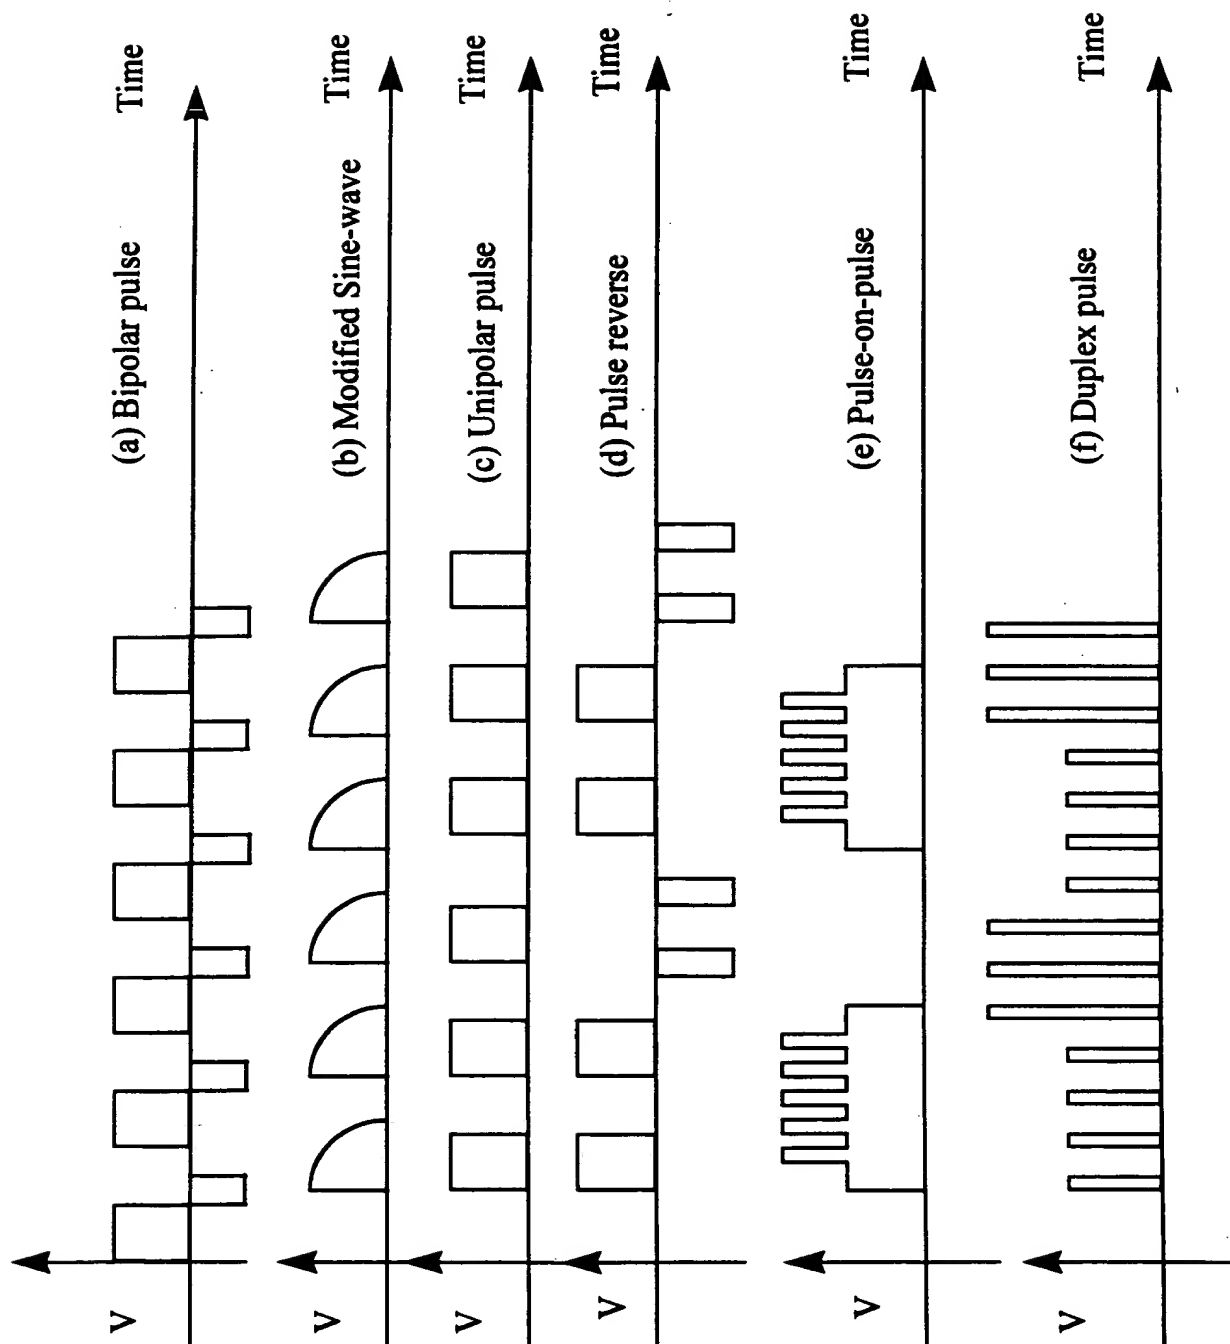 V
(a) Bipolar pulse
Time
V
(b) Modified Sine-wave
Time
V
(c) Unipolar pulse
Time
V
(d) Pulse reverse
Time
V
(e) Pulse-on-pulse
Time
V
(f) Duplex pulse
Time